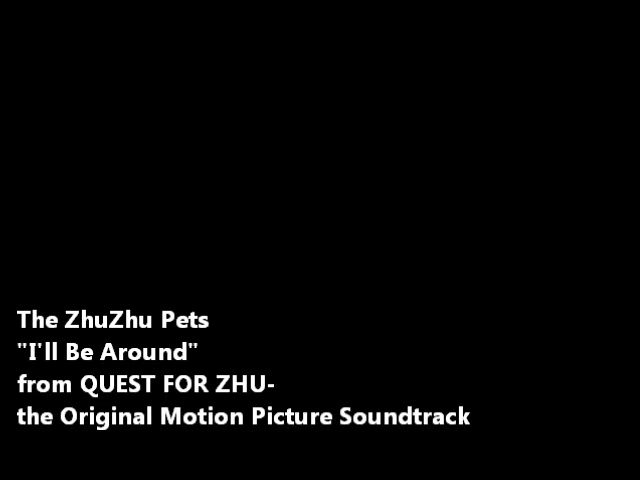 The ZhuZhu Pets
"I'll Be Around"
from QUEST FOR ZHU-
the Original Motion Picture Soundtrack